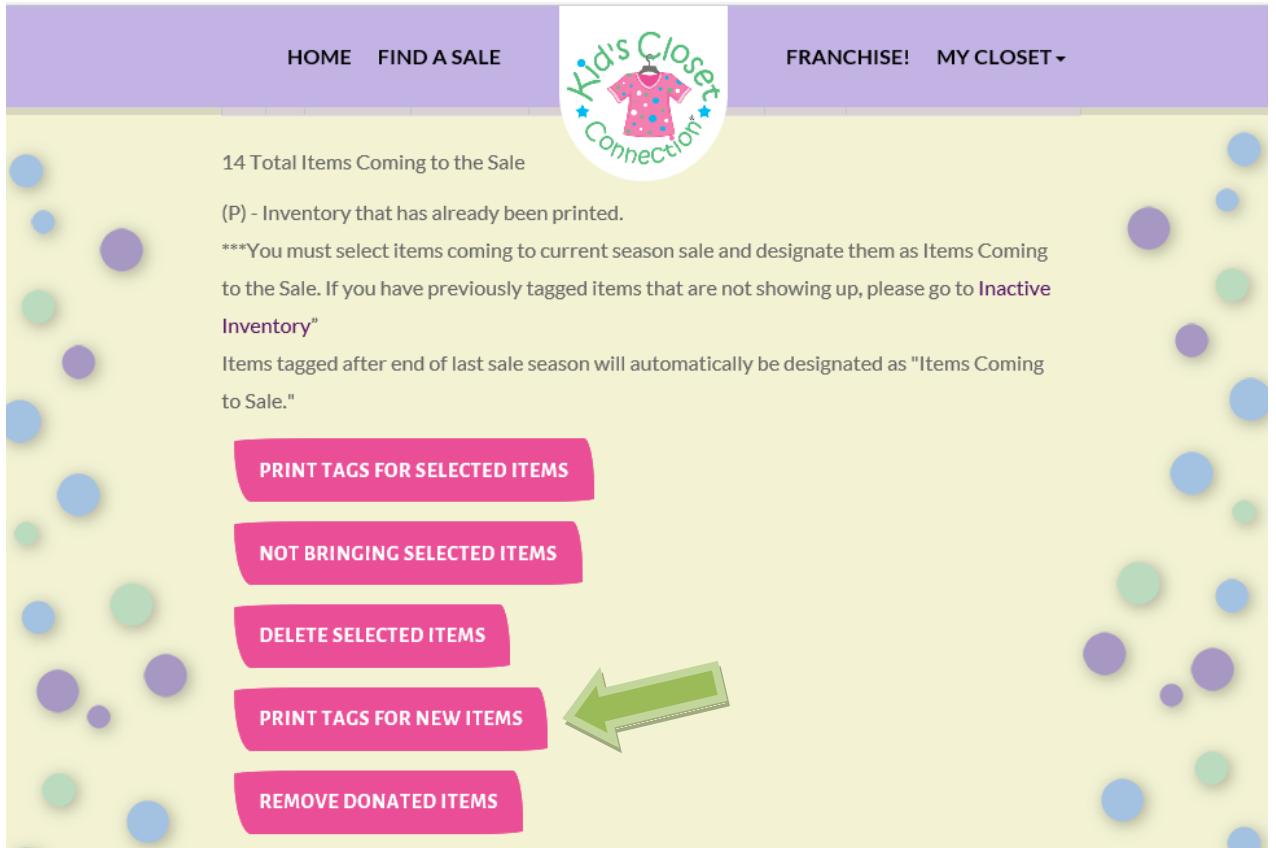 HOME FIND A SALE
Kid's Closet
Connection
FRANCHISE! MY CLOSET
14 Total Items Coming to the Sale
(P) - Inventory that has already been printed.
***You must select items coming to current season sale and designate them as Items Coming
to the Sale. If you have previously tagged items that are not showing up, please go to Inactive
Inventory”
Items tagged after end of last sale season will automatically be designated as "Items Coming
to Sale."
PRINT TAGS FOR SELECTED ITEMS
NOT BRINGING SELECTED ITEMS
DELETE SELECTED ITEMS
PRINT TAGS FOR NEW ITEMS
REMOVE DONATED ITEMS